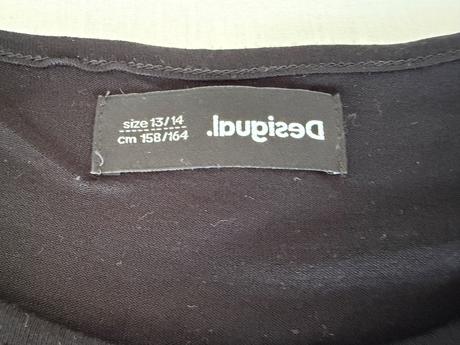 size 13/14
cm 158/164
Desigual.